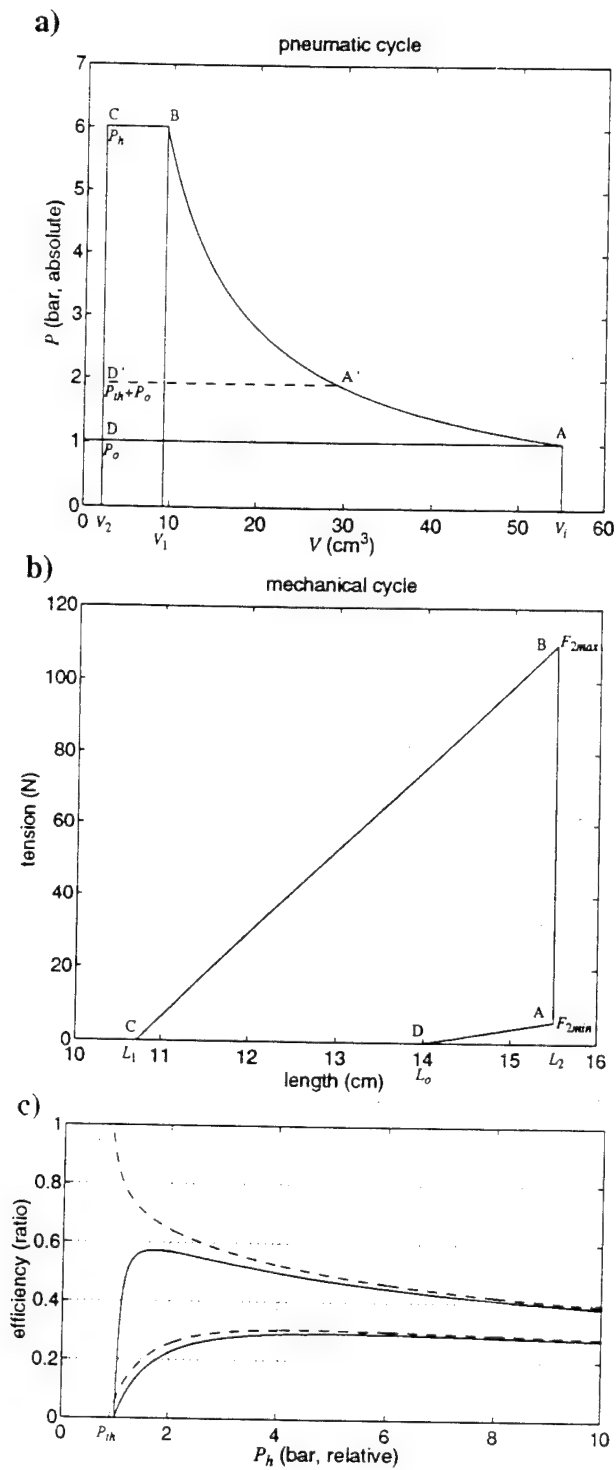 a)
pneumatic cycle
7
6
5
4
3
2
1
0
P (bar, absolute)
C
B
P_h
D'
A'
P_th+P_o
D
A
P_o
0
V_2
10
V_1
20
30
40
50
V_i
60
V (cm³)
b)
mechanical cycle
120
100
80
60
40
20
0
tension (N)
B
F_2max
C
D
A
F_2min
10
L_1
11
12
13
14
L_o
15
L_2
16
length (cm)
c)
1
0.8
0.6
0.4
0.2
0
efficiency (ratio)
0
P_th
2
4
6
8
10
P_h (bar, relative)